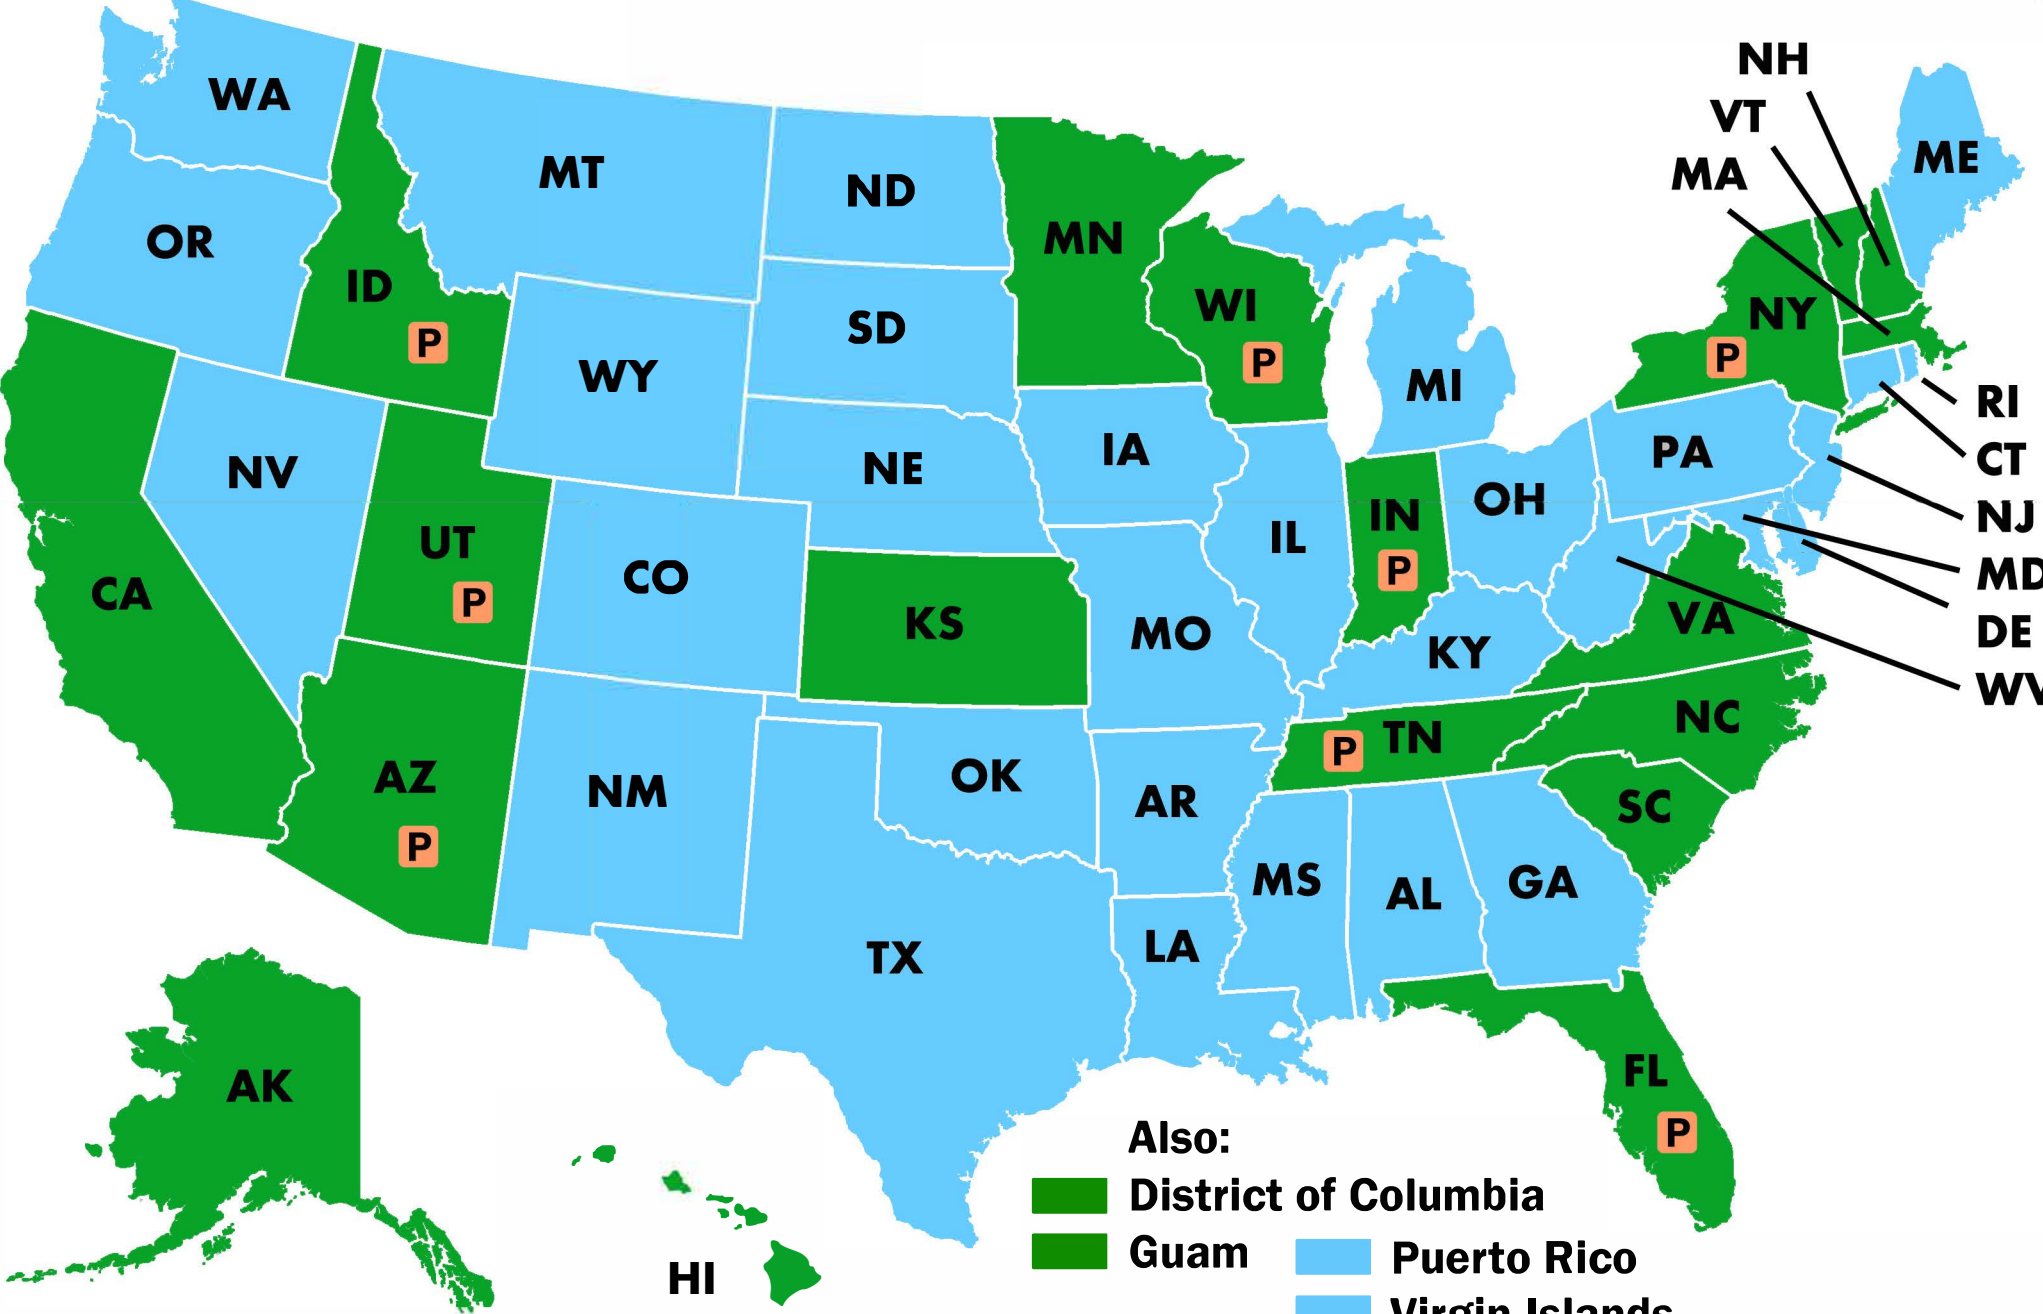 NH
VT
MA
WA
MT
ND
MN
ME
OR
ID
P
WI
P
NY
P
SD
WY
MI
RI
CT
NJ
MD
DE
WV
NV
NE
IA
PA
OH
IN
P
IL
UT
P
CO
CA
KS
MO
KY
VA
NC
P
TN
AZ
P
NM
OK
AR
SC
MS
AL
GA
LA
TX
FL
P
AK
HI
Also:
District of Columbia
Guam
Puerto Rico
Virgin Islands